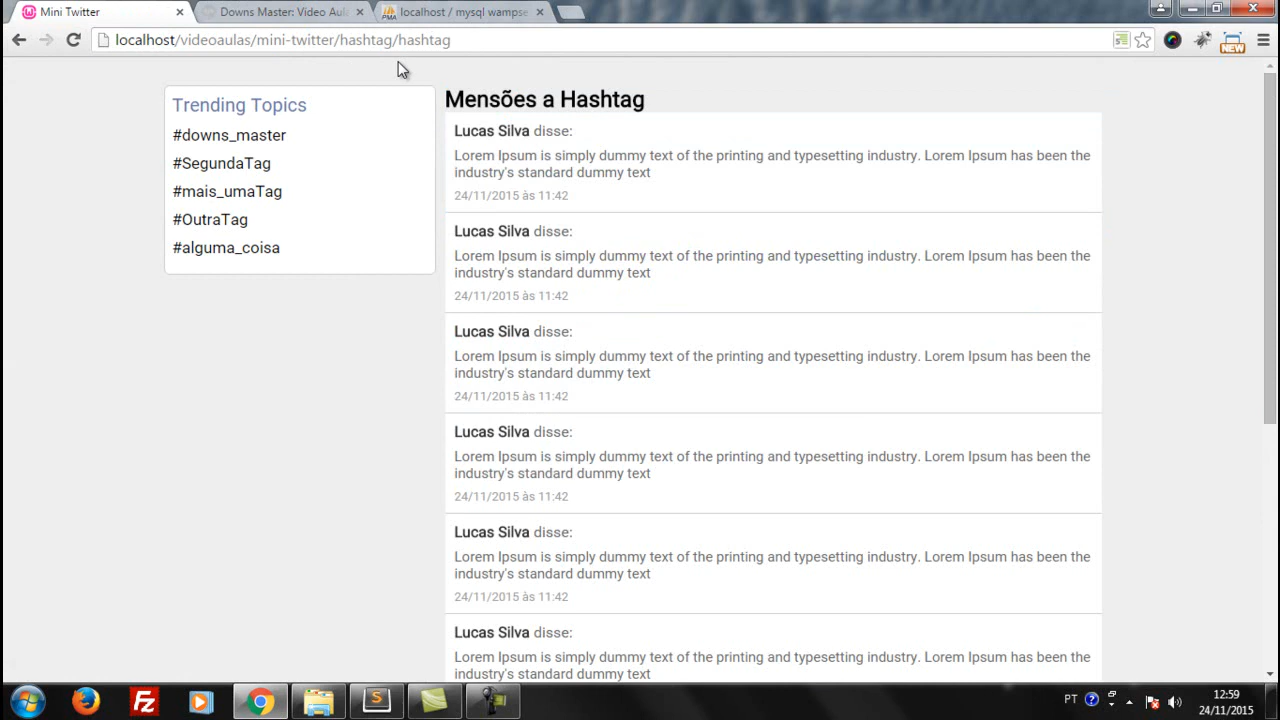 Mini Twitter
Downs Master: Video Aul
localhost / mysql wampse
localhost/videoaulas/mini-twitter/hashtag/hashtag
NEW
Trending Topics
#downs_master
#SegundaTag
#mais_umaTag
#OutraTag
#alguma_coisa
Mensões a Hashtag
Lucas Silva disse:
Lorem Ipsum is simply dummy text of the printing and typesetting industry. Lorem Ipsum has been the
industry's standard dummy text
24/11/2015 às 11:42
Lucas Silva disse:
Lorem Ipsum is simply dummy text of the printing and typesetting industry. Lorem Ipsum has been the
industry's standard dummy text
24/11/2015 às 11:42
Lucas Silva disse:
Lorem Ipsum is simply dummy text of the printing and typesetting industry. Lorem Ipsum has been the
industry's standard dummy text
24/11/2015 às 11:42
Lucas Silva disse:
Lorem Ipsum is simply dummy text of the printing and typesetting industry. Lorem Ipsum has been the
industry's standard dummy text
24/11/2015 às 11:42
Lucas Silva disse:
Lorem Ipsum is simply dummy text of the printing and typesetting industry. Lorem Ipsum has been the
industry's standard dummy text
24/11/2015 às 11:42
Lucas Silva disse:
Lorem Ipsum is simply dummy text of the printing and typesetting industry. Lorem Ipsum has been the
industry's standard dummy text
PT
12:59
24/11/2015